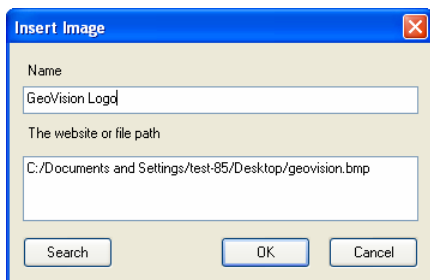 Insert Image
Name
GeoVision Logo
The website or file path
C:/Documents and Settings/test-85/Desktop/geovision.bmp
Search OK Cancel